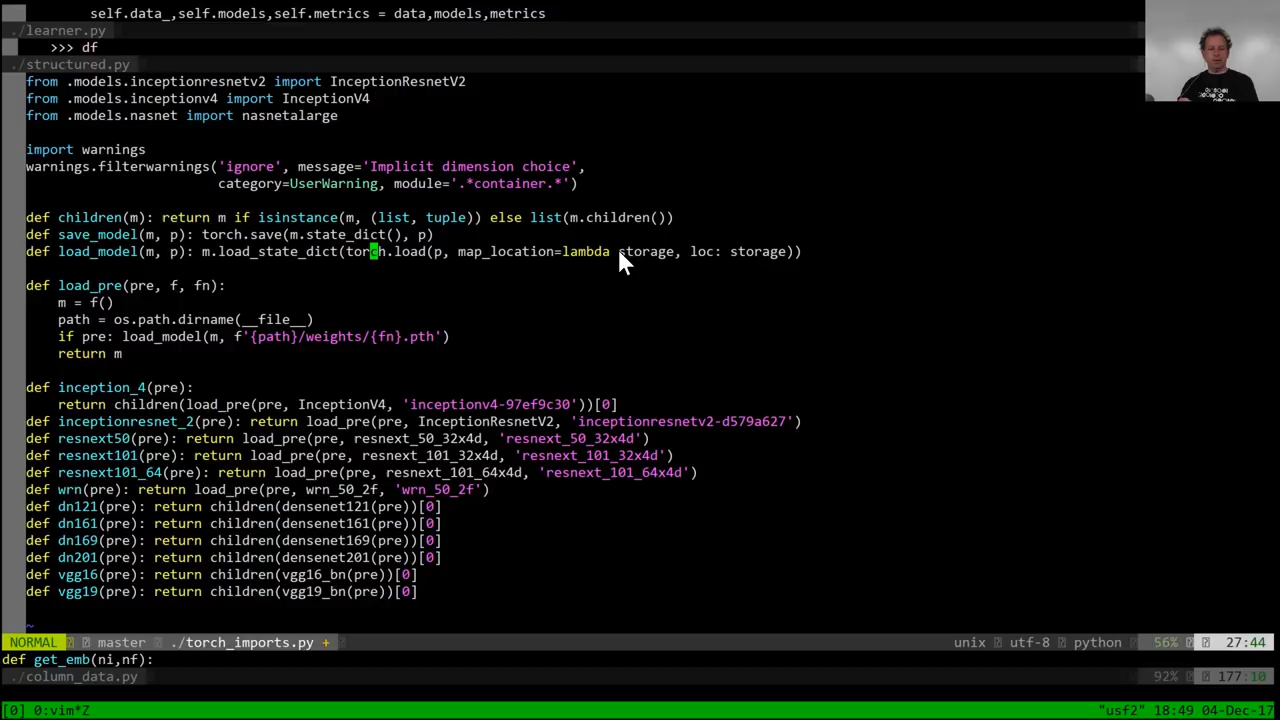 self.data_,self.models,self.metrics = data,models,metrics
./learner.py
>>> df
./structured.py
from .models.inceptionresnetv2 import InceptionResnetV2
from .models.inceptionv4 import InceptionV4
from .models.nasnet import nasnetalarge
import warnings
warnings.filterwarnings('ignore', message='Implicit dimension choice',
category=UserWarning, module='.*container.*')
def children(m): return m if isinstance(m, (list, tuple)) else list(m.children())
def save_model(m, p): torch.save(m.state_dict(), p)
def load_model(m, p): m.load_state_dict(torch.load(p, map_location=lambda storage, loc: storage))
def load_pre(pre, f, fn):
m = f()
path = os.path.dirname(__file__)
if pre: load_model(m, f'{path}/weights/{fn}.pth')
return m
def inception_4(pre):
return children(load_pre(pre, InceptionV4, 'inceptionv4-97ef9c30'))[0]
def inceptionresnet_2(pre): return load_pre(pre, InceptionResnetV2, 'inceptionresnetv2-d579a627')
def resnext50(pre): return load_pre(pre, resnext_50_32x4d, 'resnext_50_32x4d')
def resnext101(pre): return load_pre(pre, resnext_101_32x4d, 'resnext_101_32x4d')
def resnext101_64(pre): return load_pre(pre, resnext_101_64x4d, 'resnext_101_64x4d')
def wrn(pre): return load_pre(pre, wrn_50_2f, 'wrn_50_2f')
def dn121(pre): return children(densenet121(pre))[0]
def dn161(pre): return children(densenet161(pre))[0]
def dn169(pre): return children(densenet169(pre))[0]
def dn201(pre): return children(densenet201(pre))[0]
def vgg16(pre): return children(vgg16_bn(pre))[0]
def vgg19(pre): return children(vgg19_bn(pre))[0]
~
NORMAL master ./torch_imports.py + unix utf-8 python 56% 27:44
def get_emb(ni,nf):
./column_data.py 92% 177:10
[0] 0:vim*Z "usf2" 18:49 04-Dec-17